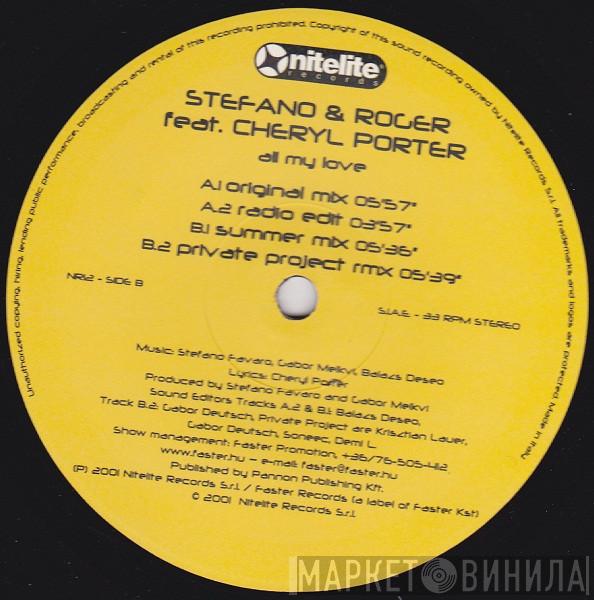 Unauthorized copying, hiring, lending public performance, broadcasting and rental of this recording prohibited. Copyright of this sound recording owned by Nitelite Records S.r.l. All trademarks and logos are protected. Made in Italy
nitelite®
records
STEFANO & ROGER
feat. CHERYL PORTER
all my love
A.1 original mix 05'57"
A.2 radio edit 03'57"
B.1 summer mix 05'36"
B.2 private project rmx 05'39"
NR12 - SIDE B
S.I.A.E. - 33 RPM STEREO
Music: Stefano Favaro, Gabor Melkvi, Balazs Deseo
Lyrics: Cheryl Porter
Produced by Stefano Favaro and Gabor Melkvi
Sound Editors Tracks A.2 & B.1: Balazs Deseo,
Track B.2: Gabor Deutsch, Private Project are Krisztian Lauer,
Gabor Deutsch, Soneec, Demi L.
Show management: Faster Promotion, +36/76-505-412,
www.faster.hu - e-mail: faster@faster.hu
Published by Pannon Publishing Kft.
(P) 2001 Nitelite Records S.r.l. / Faster Records (a label of Faster Kst)
© 2001 Nitelite Records S.r.l.
МАРКЕТ ВИНИЛА